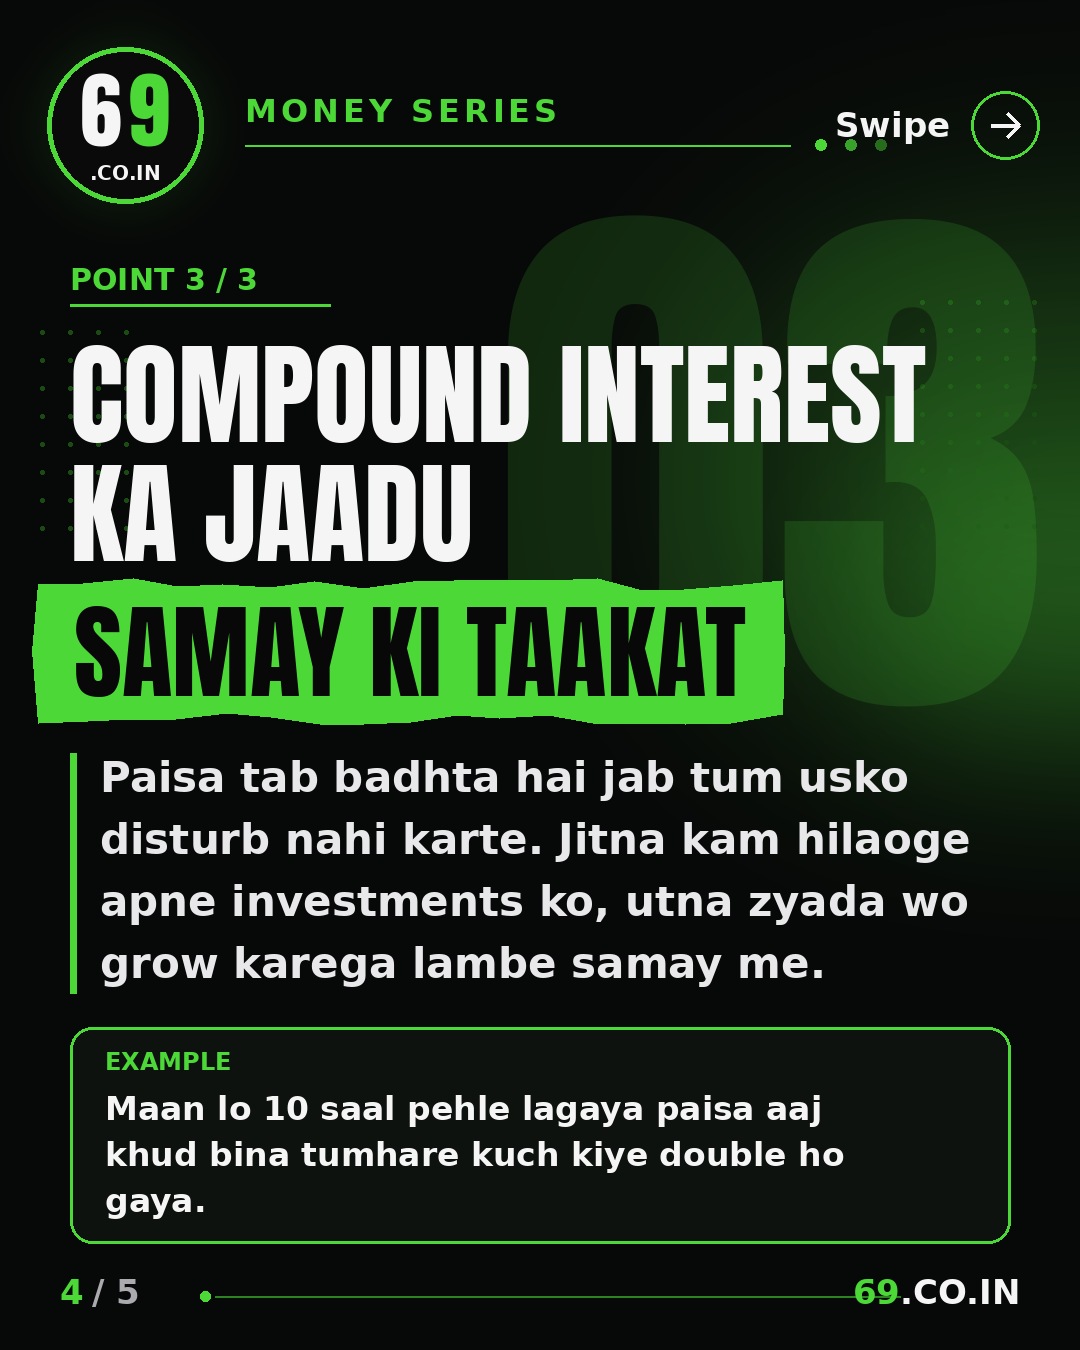 69
.CO.IN
MONEY SERIES
Swipe
03
POINT 3 / 3
COMPOUND INTEREST
KA JAADU
SAMAY KI TAAKAT
Paisa tab badhta hai jab tum usko
disturb nahi karte. Jitna kam hilaoge
apne investments ko, utna zyada wo
grow karega lambe samay me.
EXAMPLE
Maan lo 10 saal pehle lagaya paisa aaj
khud bina tumhare kuch kiye double ho
gaya.
4 / 5
69.CO.IN